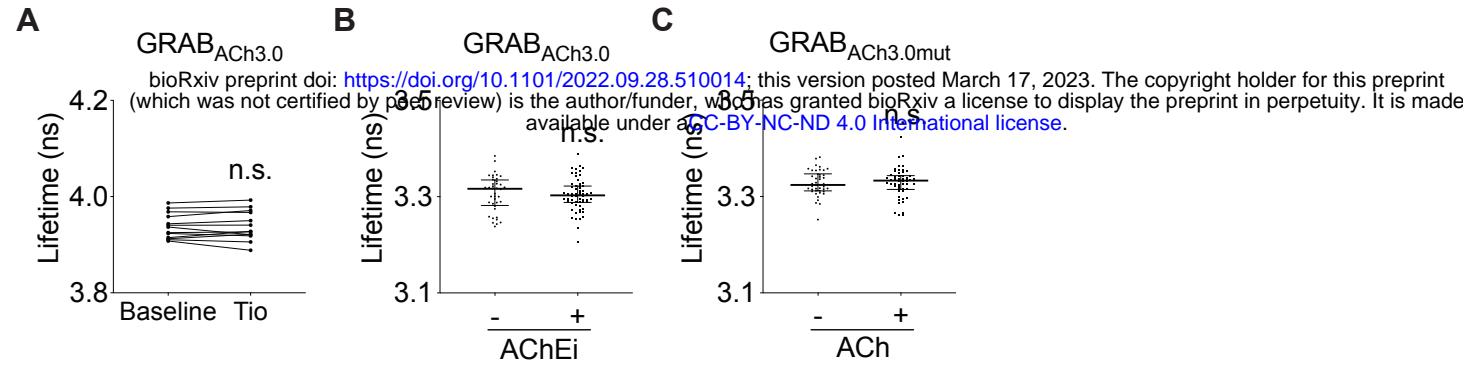 A
B
C
GRABACh3.0
GRABACh3.0
GRABACh3.0mut
bioRxiv preprint doi: https://doi.org/10.1101/2022.09.28.510014; this version posted March 17, 2023. The copyright holder for this preprint
(which was not certified by peer review) is the author/funder, who has granted bioRxiv a license to display the preprint in perpetuity. It is made
available under aCC-BY-NC-ND 4.0 International license.
Lifetime (ns)
4.2
4.0
3.8
n.s.
Baseline Tio
Lifetime (ns)
3.5
3.3
3.1
n.s.
- +
AChEi
Lifetime (ns)
3.5
3.3
3.1
n.s.
- +
ACh